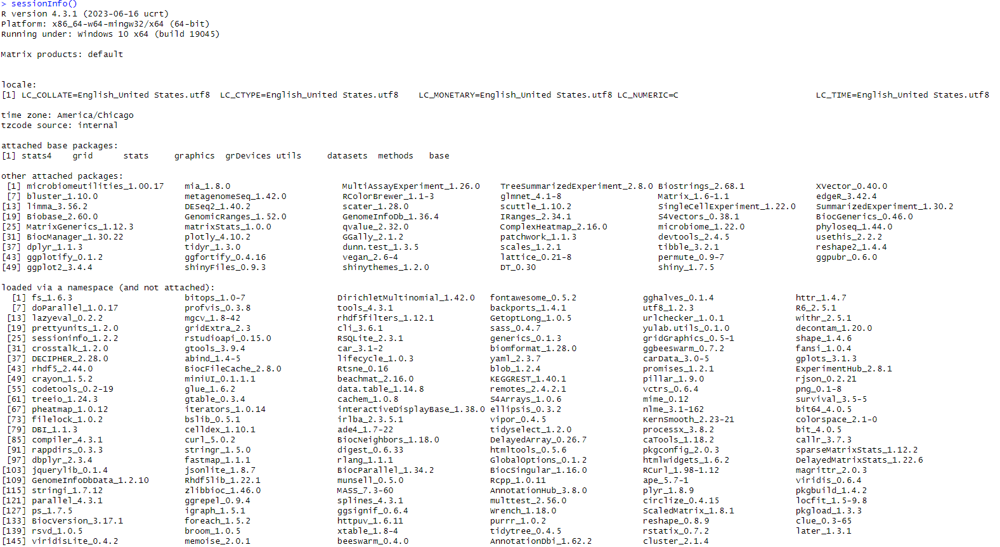 > sessionInfo()
R version 4.3.1 (2023-06-16 ucrt)
Platform: x86_64-w64-mingw32/x64 (64-bit)
Running under: Windows 10 x64 (build 19045)
Matrix products: default
locale:
[1] LC_COLLATE=English_United States.utf8 LC_CTYPE=English_United States.utf8 LC_MONETARY=English_United States.utf8 LC_NUMERIC=C LC_TIME=English_United States.utf8
time zone: America/Chicago
tzcode source: internal
attached base packages:
[1] stats4 grid stats graphics grDevices utils datasets methods base
other attached packages:
[1] microbiomeutilities_1.00.17 mia_1.8.0 MultiAssayExperiment_1.26.0 TreeSummarizedExperiment_2.8.0 Biostrings_2.68.1 XVector_0.40.0
[7] bluster_1.10.0 metagenomeSeq_1.42.0 RColorBrewer_1.1-3 glmnet_4.1-8 Matrix_1.6-1.1 edgeR_3.42.4
[13] limma_3.56.2 DESeq2_1.40.2 scater_1.28.0 scuttle_1.10.2 SingleCellExperiment_1.22.0 SummarizedExperiment_1.30.2
[19] Biobase_2.60.0 GenomicRanges_1.52.0 GenomeInfoDb_1.36.4 IRanges_2.34.1 S4Vectors_0.38.1 BiocGenerics_0.46.0
[25] MatrixGenerics_1.12.3 matrixStats_1.0.0 qvalue_2.32.0 ComplexHeatmap_2.16.0 microbiome_1.22.0 phyloseq_1.44.0
[31] BiocManager_1.30.22 plotly_4.10.2 GGally_2.1.2 patchwork_1.1.3 devtools_2.4.5 usethis_2.2.2
[37] dplyr_1.1.3 tidyr_1.3.0 dunn.test_1.3.5 scales_1.2.1 tibble_3.2.1 reshape2_1.4.4
[43] ggplotify_0.1.2 ggfortify_0.4.16 vegan_2.6-4 lattice_0.21-8 permute_0.9-7 ggpubr_0.6.0
[49] ggplot2_3.4.4 shinyFiles_0.9.3 shinythemes_1.2.0 DT_0.30 shiny_1.7.5
loaded via a namespace (and not attached):
[1] fs_1.6.3 bitops_1.0-7 DirichletMultinomial_1.42.0 fontawesome_0.5.2 gghalves_0.1.4 httr_1.4.7
[7] doParallel_1.0.17 profvis_0.3.8 tools_4.3.1 backports_1.4.1 utf8_1.2.3 R6_2.5.1
[13] lazyeval_0.2.2 mgcv_1.8-42 rhdf5filters_1.12.1 GetoptLong_1.0.5 urlchecker_1.0.1 withr_2.5.1
[19] prettyunits_1.2.0 gridExtra_2.3 cli_3.6.1 sass_0.4.7 yulab.utils_0.1.0 decontam_1.20.0
[25] sessioninfo_1.2.2 rstudioapi_0.15.0 RSQLite_2.3.1 generics_0.1.3 gridGraphics_0.5-1 shape_1.4.6
[31] crosstalk_1.2.0 gtools_3.9.4 car_3.1-2 biomformat_1.28.0 ggbeeswarm_0.7.2 fansi_1.0.4
[37] DECIPHER_2.28.0 abind_1.4-5 lifecycle_1.0.3 yaml_2.3.7 carData_3.0-5 gplots_3.1.3
[43] rhdf5_2.44.0 BiocFileCache_2.8.0 Rtsne_0.16 blob_1.2.4 promises_1.2.1 ExperimentHub_2.8.1
[49] crayon_1.5.2 miniUI_0.1.1.1 beachmat_2.16.0 KEGGREST_1.40.1 pillar_1.9.0 rjson_0.2.21
[55] codetools_0.2-19 glue_1.6.2 data.table_1.14.8 remotes_2.4.2.1 vctrs_0.6.4 png_0.1-8
[61] treeio_1.24.3 gtable_0.3.4 cachem_1.0.8 S4Arrays_1.0.6 mime_0.12 survival_3.5-5
[67] pheatmap_1.0.12 iterators_1.0.14 interactiveDisplayBase_1.38.0 ellipsis_0.3.2 nlme_3.1-162 bit64_4.0.5
[73] filelock_1.0.2 bslib_0.5.1 irlba_2.3.5.1 vipor_0.4.5 KernSmooth_2.23-21 colorspace_2.1-0
[79] DBI_1.1.3 celldex_1.10.1 ade4_1.7-22 tidyselect_1.2.0 processx_3.8.2 bit_4.0.5
[85] compiler_4.3.1 curl_5.0.2 BiocNeighbors_1.18.0 DelayedArray_0.26.7 caTools_1.18.2 callr_3.7.3
[91] rappdirs_0.3.3 stringr_1.5.0 digest_0.6.33 htmltools_0.5.6 pkgconfig_2.0.3 sparseMatrixStats_1.12.2
[97] dbplyr_2.3.4 fastmap_1.1.1 rlang_1.1.1 GlobalOptions_0.1.2 htmlwidgets_1.6.2 DelayedMatrixStats_1.22.6
[103] jquerylib_0.1.4 jsonlite_1.8.7 BiocParallel_1.34.2 BiocSingular_1.16.0 RCurl_1.98-1.12 magrittr_2.0.3
[109] GenomeInfoDbData_1.2.10 Rhdf5lib_1.22.1 munsell_0.5.0 Rcpp_1.0.11 ape_5.7-1 viridis_0.6.4
[115] stringi_1.7.12 zlibbioc_1.46.0 MASS_7.3-60 AnnotationHub_3.8.0 plyr_1.8.9 pkgbuild_1.4.2
[121] parallel_4.3.1 ggrepel_0.9.4 splines_4.3.1 multtest_2.56.0 circlize_0.4.15 locfit_1.5-9.8
[127] ps_1.7.5 igraph_1.5.1 ggsignif_0.6.4 Wrench_1.18.0 ScaledMatrix_1.8.1 pkgload_1.3.3
[133] BiocVersion_3.17.1 foreach_1.5.2 httpuv_1.6.11 purrr_1.0.2 reshape_0.8.9 clue_0.3-65
[139] rsvd_1.0.5 broom_1.0.5 xtable_1.8-4 tidytree_0.4.5 rstatix_0.7.2 later_1.3.1
[145] viridisLite_0.4.2 memoise_2.0.1 beeswarm_0.4.0 AnnotationDbi_1.62.2 cluster_2.1.4